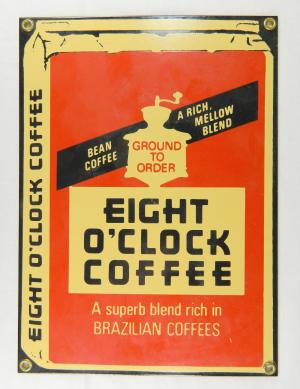 EIGHT O'CLOCK COFFEE
BEAN
COFFEE
GROUND
TO
ORDER
A RICH,
MELLOW
BLEND
EIGHT
O'CLOCK
COFFEE
A superb blend rich in
BRAZILIAN COFFEES